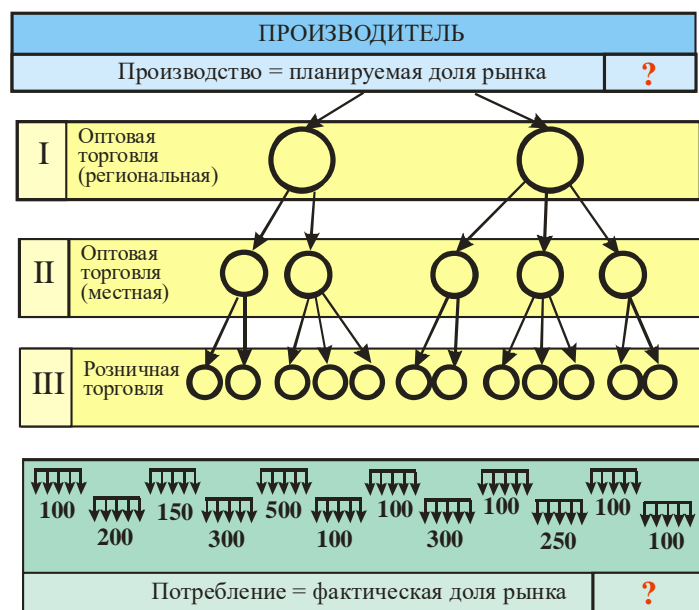 ПРОИЗВОДИТЕЛЬ
Производство = планируемая доля рынка ?
I
Оптовая
торговля
(региональная)
II
Оптовая
торговля
(местная)
III
Розничная
торговля
100 150 500 100 100 100
200 300 100 300 250 100
Потребление = фактическая доля рынка ?